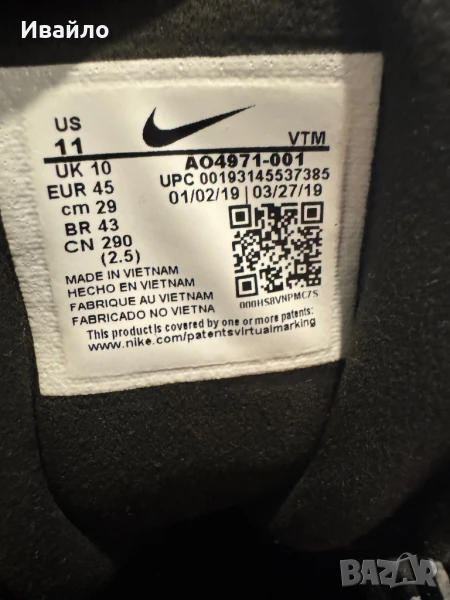 Ивайло
US
11
VTM
UK 10
AO4971-001
EUR 45
UPC 00193145537385
cm 29
01/02/19 | 03/27/19
BR 43
CN 290
(2.5)
MADE IN VIETNAM
HECHO EN VIETNAM
FABRIQUE AU VIETNAM
FABRICADO NO VIETNA
000HS8VNPMC7S
This product is covered by one or more patents:
www.nike.com/patentsvirtualmarking
BAZAR